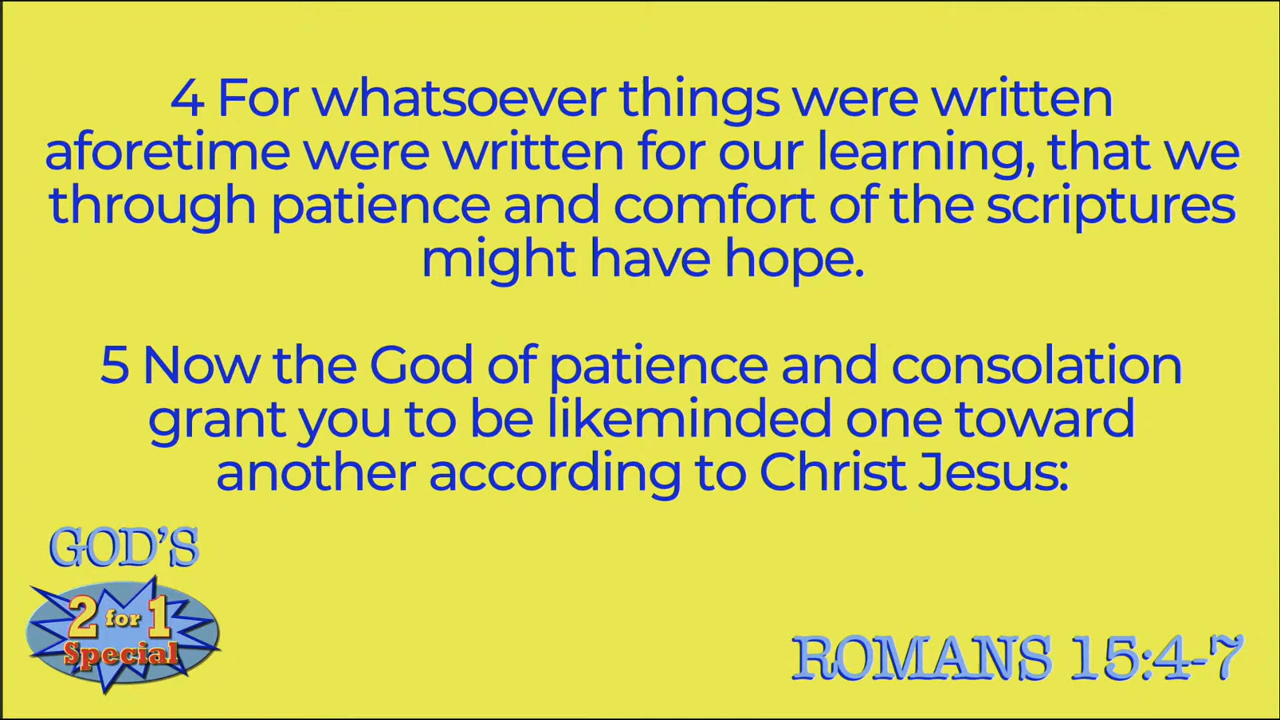 4 For whatsoever things were written
aforetime were written for our learning, that we
through patience and comfort of the scriptures
might have hope.
5 Now the God of patience and consolation
grant you to be likeminded one toward
another according to Christ Jesus:
GOD'S
2 for 1
Special
ROMANS 15:4-7